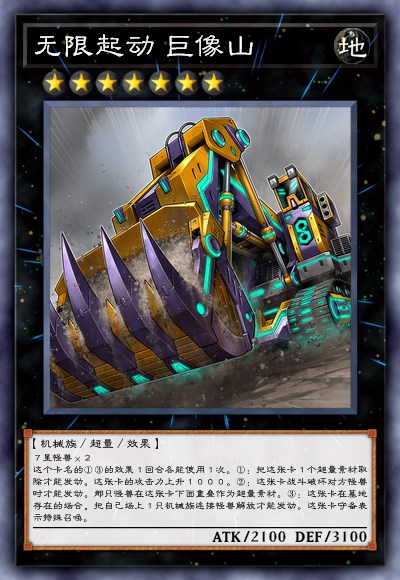 无限起动 巨像山
地
【机械族／超量／效果】
７星怪兽×２
这个卡名的①③的效果１回合各能使用１次。①：把这张卡１个超量素材取
除才能发动。这张卡的攻击力上升１０００。②：这张卡战斗破坏对方怪兽
时才能发动。那只怪兽在这张卡下面重叠作为超量素材。③：这张卡在墓地
存在的场合，把自己场上１只机械族连接怪兽解放才能发动。这张卡守备表
示特殊召唤。
ATK/2100 DEF/3100